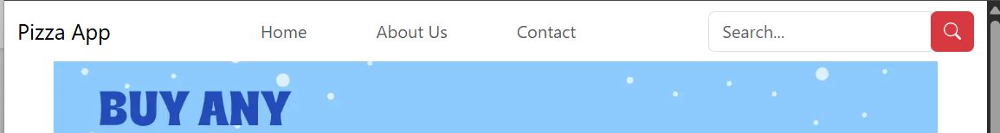 Pizza App
Home
About Us
Contact
Search...
BUY ANY